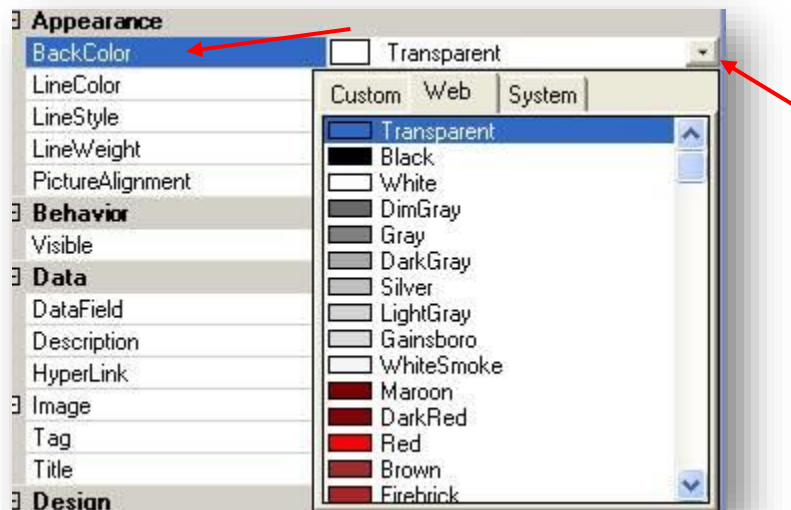 Appearance
BackColor Transparent
LineColor
LineStyle
LineWeight
PictureAlignment
Behavior
Visible
Data
DataField
Description
HyperLink
Image
Tag
Title
Design
Custom Web System
Transparent
Black
White
DimGray
Gray
DarkGray
Silver
LightGray
Gainsboro
WhiteSmoke
Maroon
DarkRed
Red
Brown
Firebrick